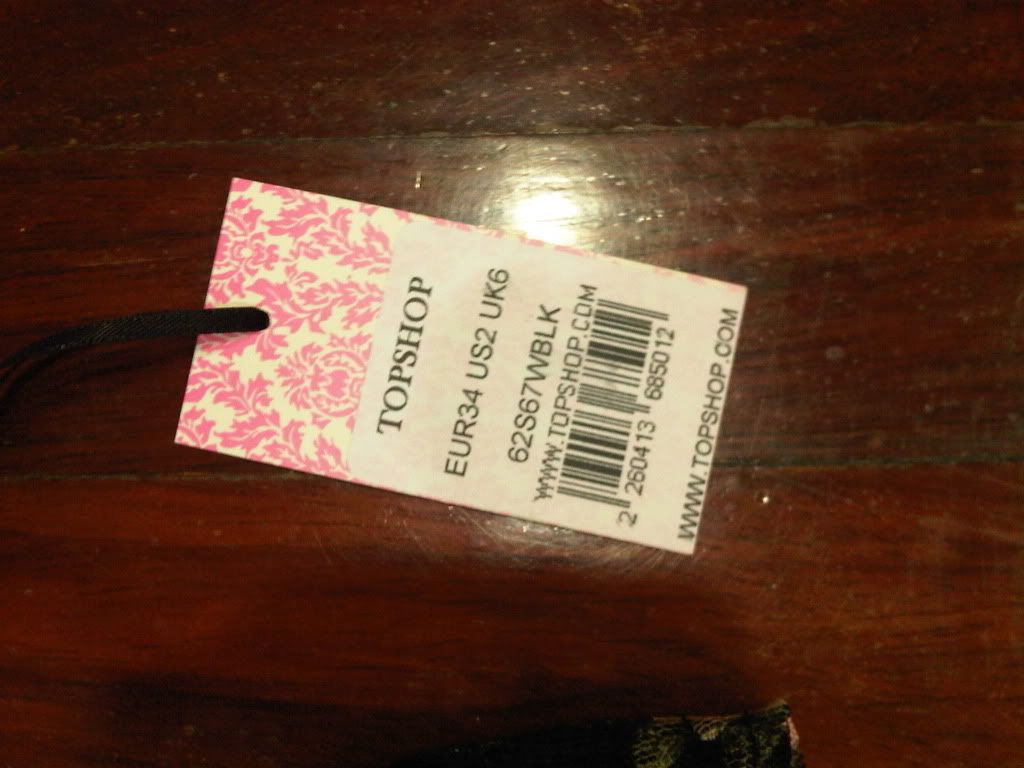 TOPSHOP
EUR34 US2 UK6
62S67WBLK
WWW.TOPSHOP.COM
2 260413 685012
WWW.TOPSHOP.COM